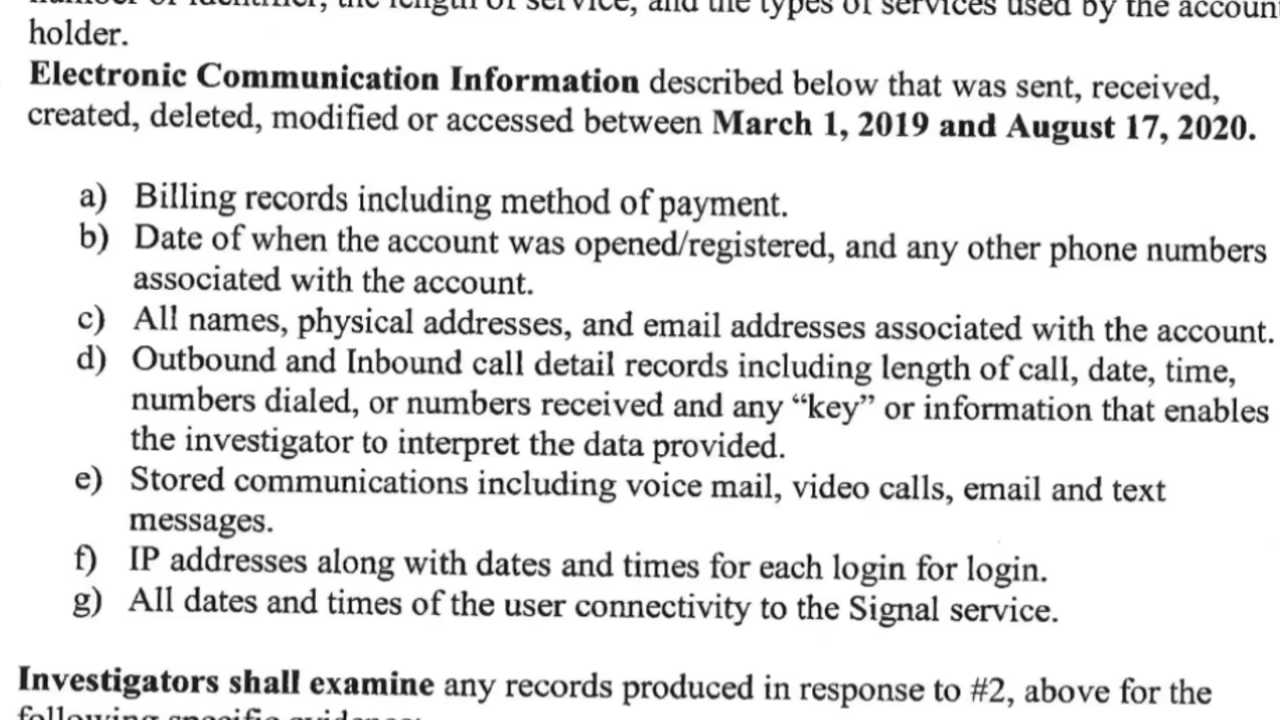 number or identifier, the length of service, and the types of services used by the account
holder.
Electronic Communication Information described below that was sent, received,
created, deleted, modified or accessed between March 1, 2019 and August 17, 2020.
a) Billing records including method of payment.
b) Date of when the account was opened/registered, and any other phone numbers
associated with the account.
c) All names, physical addresses, and email addresses associated with the account.
d) Outbound and Inbound call detail records including length of call, date, time,
numbers dialed, or numbers received and any “key” or information that enables
the investigator to interpret the data provided.
e) Stored communications including voice mail, video calls, email and text
messages.
f) IP addresses along with dates and times for each login for login.
g) All dates and times of the user connectivity to the Signal service.
Investigators shall examine any records produced in response to #2, above for the
following specific evidence: